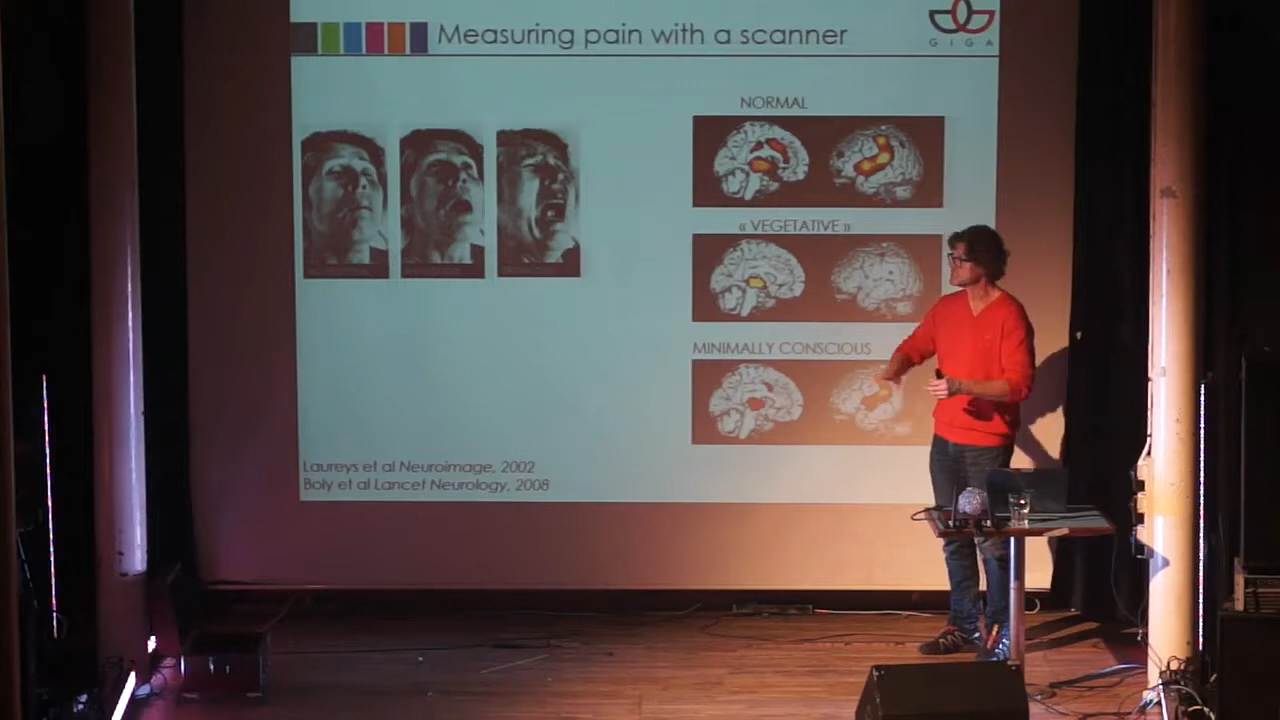 Measuring pain with a scanner
GIGA
NORMAL
« VEGETATIVE »
MINIMALLY CONSCIOUS
Laureys et al Neuroimage, 2002
Boly et al Lancet Neurology, 2008